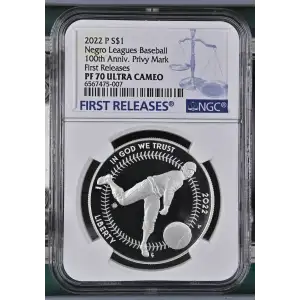 2022 P S$1
Negro Leagues Baseball
100th Anniv. Privy Mark
First Releases
PF 70 ULTRA CAMEO
6567475-007
FIRST RELEASES
NGC
IN GOD WE TRUST
LIBERTY
2022
P